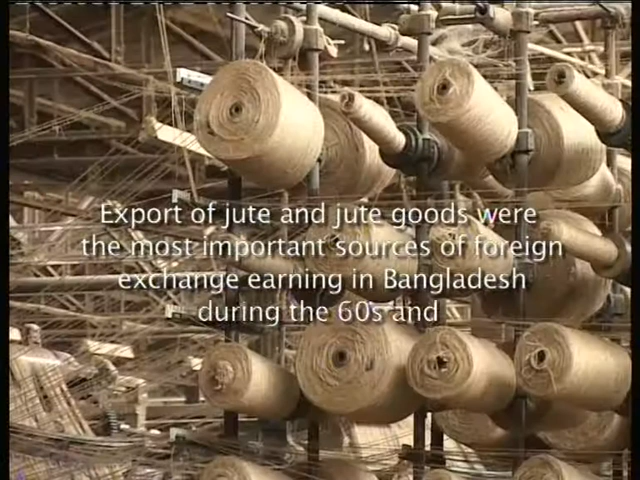 Export of jute and jute goods were
the most important sources of foreign
exchange earning in Bangladesh
during the 60s and